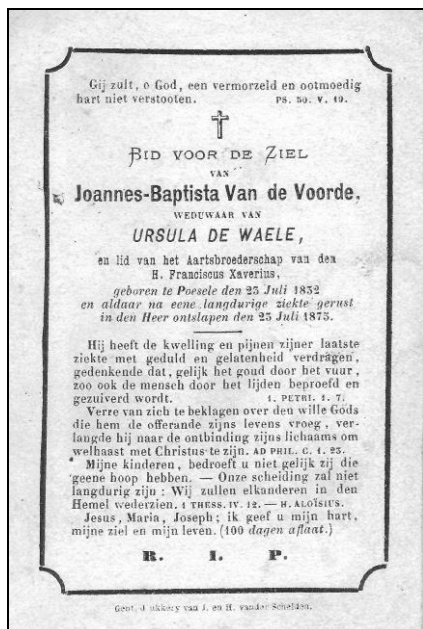 Gij zult, o God, een vermorzeld en ootmoedig
hart niet verstooten. PS. 50. V. 19.
BID VOOR DE ZIEL
VAN
Joannes-Baptista Van de Voorde,
WEDUWAAR VAN
URSULA DE WAELE,
en lid van het Aartsbroederschap van den
H. Franciscus Xaverius,
geboren te Poesele den 23 Juli 1832
en aldaar na eene langdurige ziekte gerust
in den Heer ontslapen den 23 Juli 1875.
Hij heeft de kwelling en pijnen zijner laatste
ziekte met geduld en gelatenheid verdragen,
gedenkende dat, gelijk het goud door het vuur,
zoo ook de mensch door het lijden beproefd en
gezuiverd wordt. 1. PETRI. 1. 7.
Verre van zich te beklagen over den wille Gods
die hem de offerande zijns levens vroeg, ver-
langde hij naar de ontbinding zijns lichaams om
welhaast met Christus te zijn. AD PHIL. C. 1. 23.
Mijne kinderen, bedroeft u niet gelijk zij die
geene hoop hebben. — Onze scheiding zal niet
langdurig zijn : Wij zullen elkanderen in den
Hemel wederzien. 1 THESS. IV. 12. — H. ALOÏSIUS.
Jesus, Maria, Joseph; ik geef u mijn hart,
mijne ziel en mijn leven. (100 dagen aflaat.)
R. I. P.
Gent, J. en H. vander Schelden.